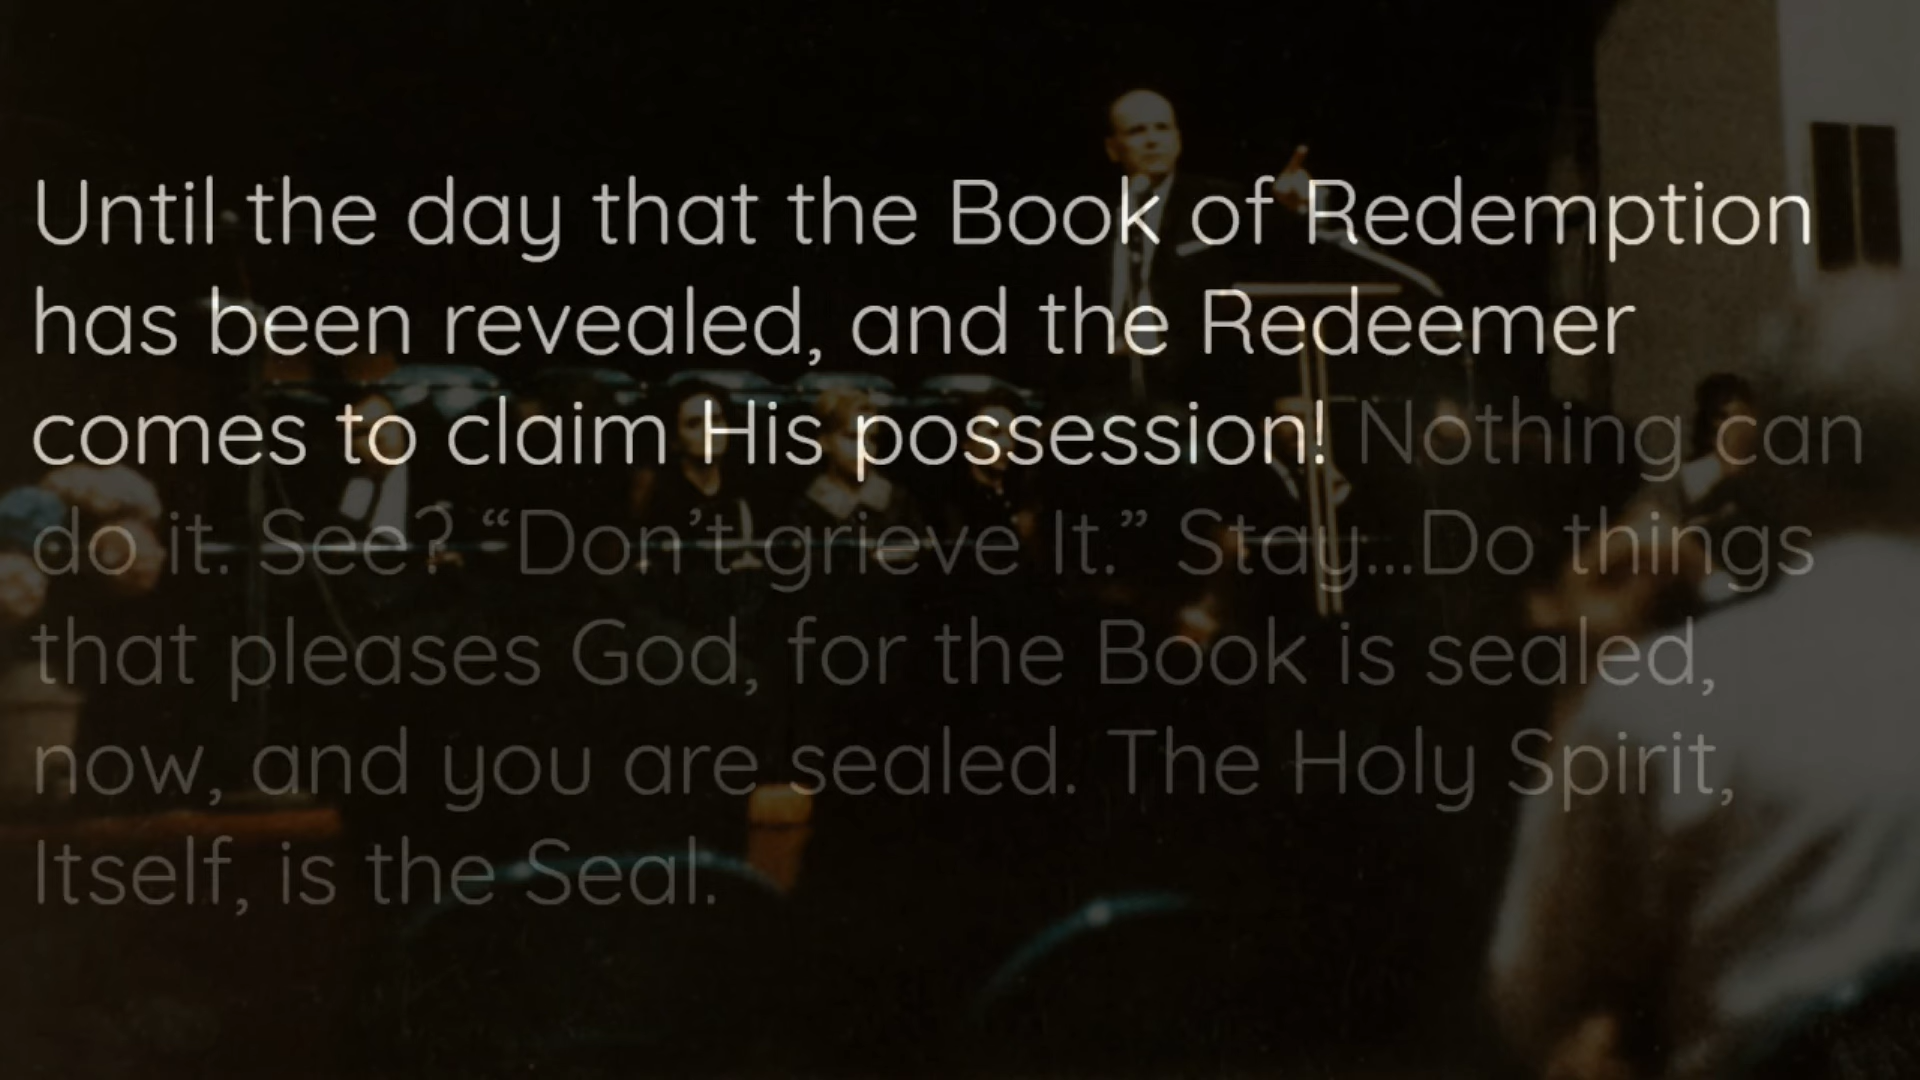 Until the day that the Book of Redemption
has been revealed, and the Redeemer
comes to claim His possession! Nothing can
do it. See? “Don’t grieve It.” Stay...Do things
that pleases God, for the Book is sealed,
now, and you are sealed. The Holy Spirit,
Itself, is the Seal.